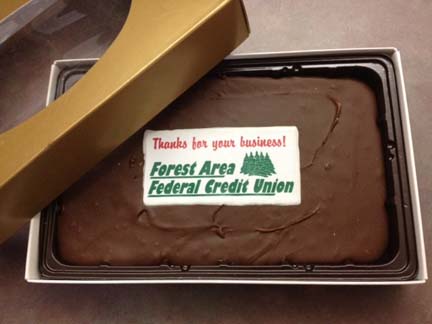 Thanks for your business!
Forest Area
Federal Credit Union